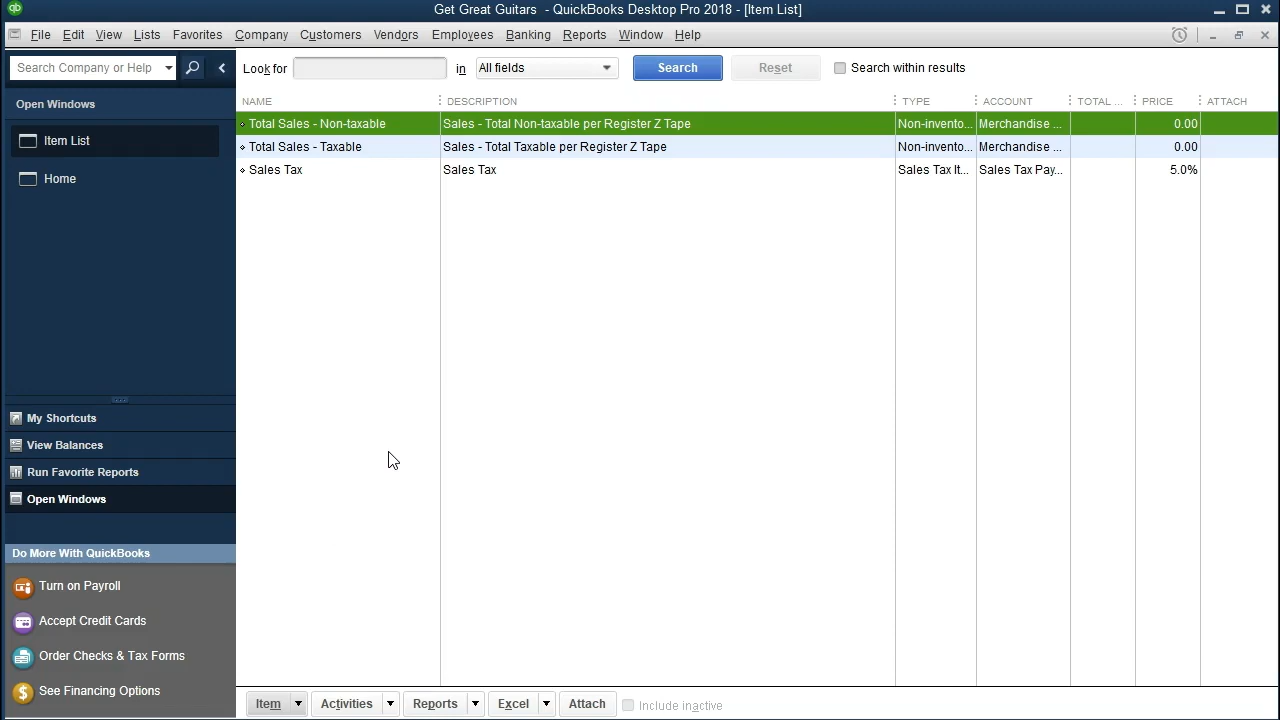 Get Great Guitars - QuickBooks Desktop Pro 2018 - [Item List]
File Edit View Lists Favorites Company Customers Vendors Employees Banking Reports Window Help
Search Company or Help
Look for in All fields Search Reset Search within results
Open Windows
NAME DESCRIPTION TYPE ACCOUNT TOTAL ... PRICE ATTACH
Total Sales - Non-taxable Sales - Total Non-taxable per Register Z Tape Non-invento... Merchandise ... 0.00
Item List
Total Sales - Taxable Sales - Total Taxable per Register Z Tape Non-invento... Merchandise ... 0.00
Sales Tax Sales Tax Sales Tax It... Sales Tax Pay... 5.0%
Home
My Shortcuts
View Balances
Run Favorite Reports
Open Windows
Do More With QuickBooks
Turn on Payroll
Accept Credit Cards
Order Checks & Tax Forms
See Financing Options
Item Activities Reports Excel Attach Include inactive